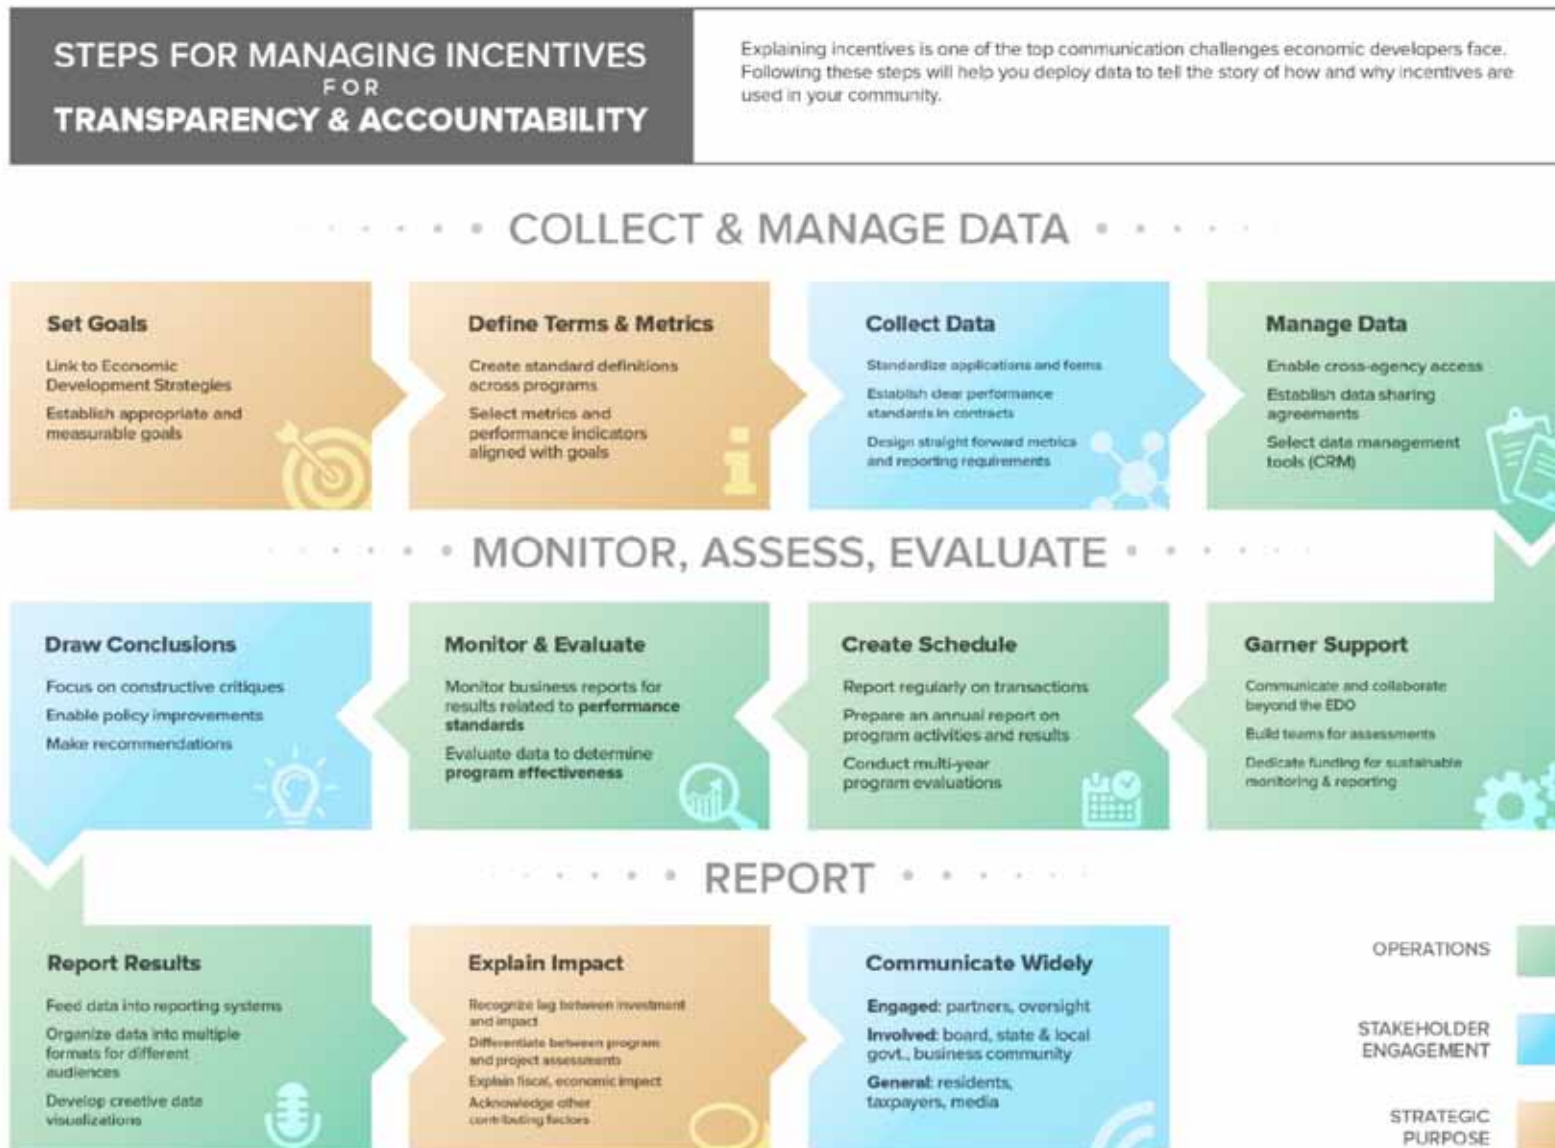 STEPS FOR MANAGING INCENTIVES
FOR
TRANSPARENCY & ACCOUNTABILITY
Explaining incentives is one of the top communication challenges economic developers face.
Following these steps will help you deploy data to tell the story of how and why incentives are
used in your community.
COLLECT & MANAGE DATA
Set Goals
Link to Economic
Development Strategies
Establish appropriate and
measurable goals
Define Terms & Metrics
Create standard definitions
across programs
Select metrics and
performance indicators
aligned with goals
Collect Data
Standardize applications and forms
Establish clear performance
standards in contracts
Design straight forward metrics
and reporting requirements
Manage Data
Enable cross-agency access
Establish data sharing
agreements
Select data management
tools (CRM)
MONITOR, ASSESS, EVALUATE
Draw Conclusions
Focus on constructive critiques
Enable policy improvements
Make recommendations
Monitor & Evaluate
Monitor business reports for
results related to performance
standards
Evaluate data to determine
program effectiveness
Create Schedule
Report regularly on transactions
Prepare an annual report on
program activities and results
Conduct multi-year
program evaluations
Garner Support
Communicate and collaborate
beyond the EDO
Build teams for assessments
Dedicate funding for sustainable
monitoring & reporting
REPORT
Report Results
Feed data into reporting systems
Organize data into multiple
formats for different
audiences
Develop creative data
visualizations
Explain Impact
Recognize lag between investment
and impact
Differentiate between program
and project assessments
Explain fiscal, economic impact
Acknowledge other
contributing factors
Communicate Widely
Engaged: partners, oversight
Involved: board, state & local
govt., business community
General: residents,
taxpayers, media
OPERATIONS
STAKEHOLDER
ENGAGEMENT
STRATEGIC
PURPOSE